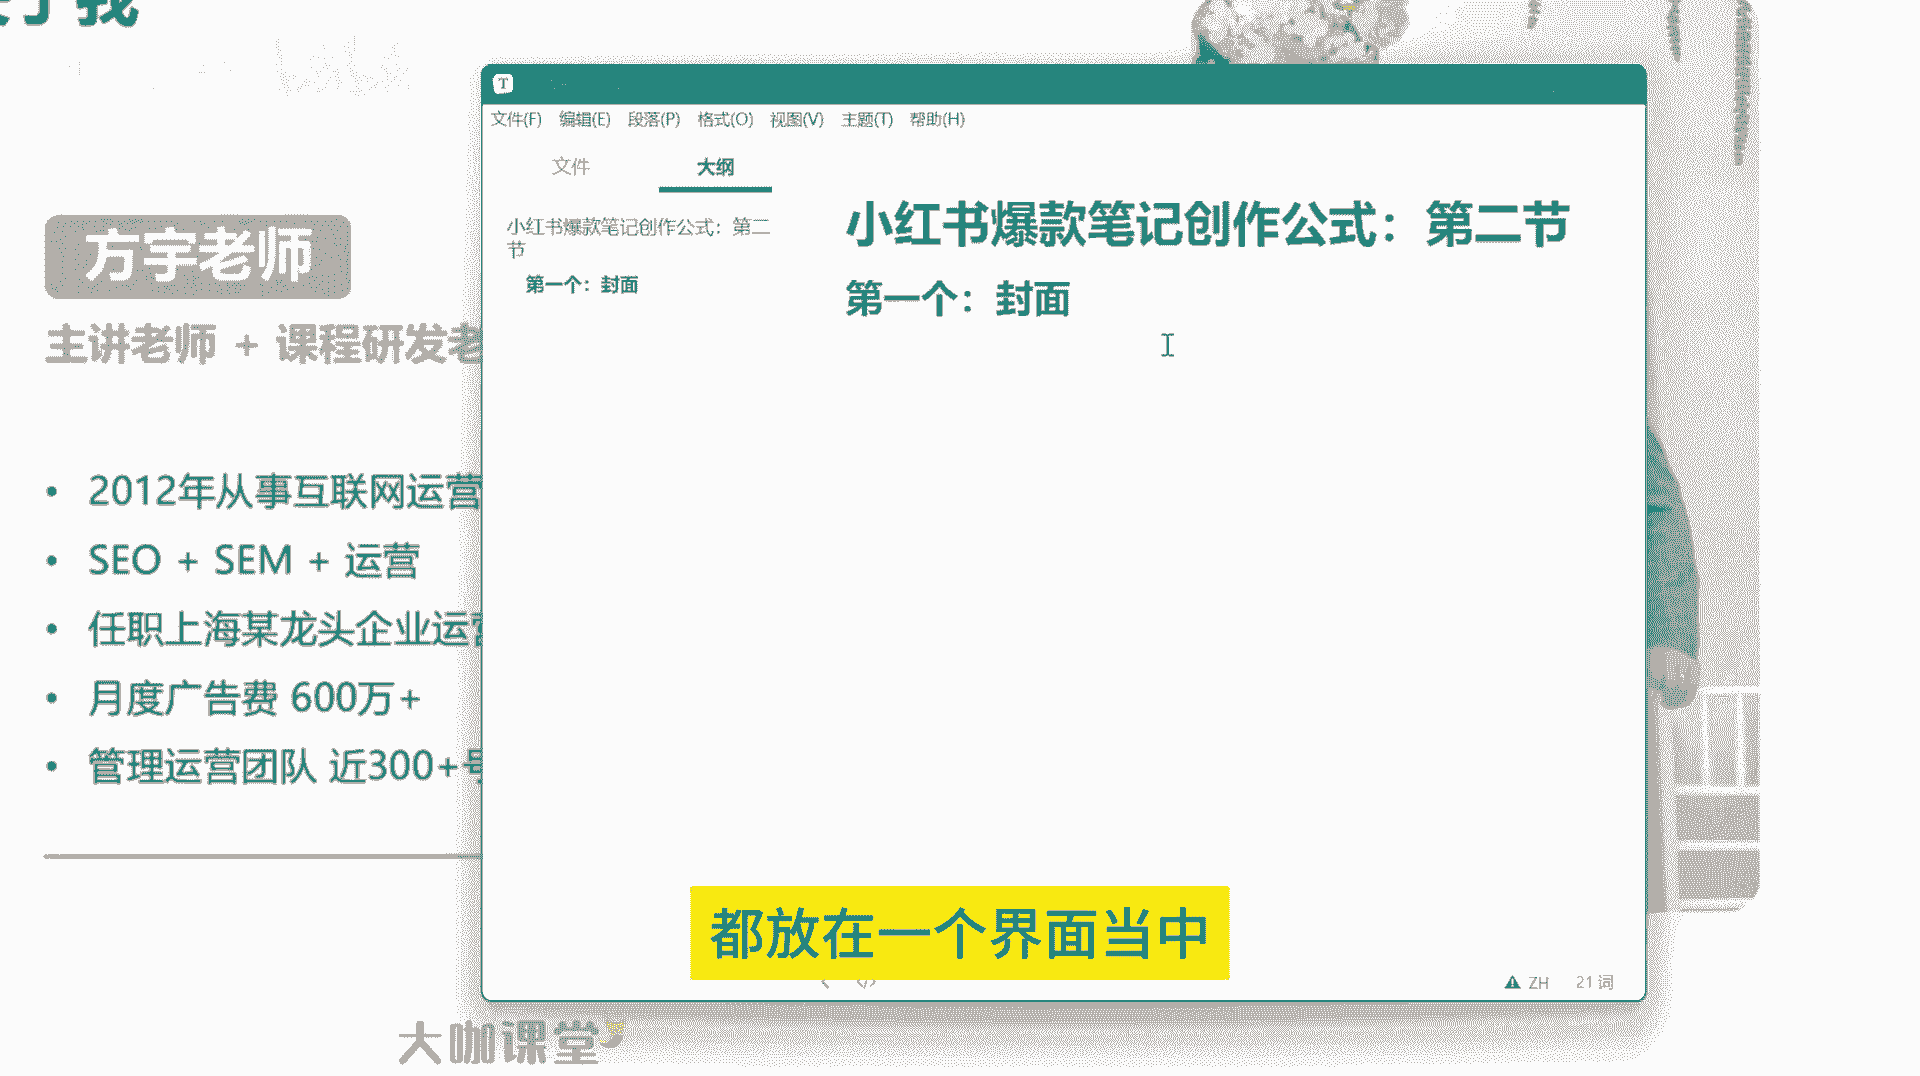 方宇老师
主讲老师 + 课程研发老
• 2012年从事互联网运营
• SEO + SEM + 运营
• 任职上海某龙头企业运营
• 月度广告费 600万+
• 管理运营团队 近300+号
T
文件(F) 编辑(E) 段落(P) 格式(O) 视图(V) 主题(T) 帮助(H)
文件 大纲
小红书爆款笔记创作公式：第二
节
第一个：封面
小红书爆款笔记创作公式：第二节
第一个：封面
都放在一个界面当中
ZH 21 词
大咖课堂